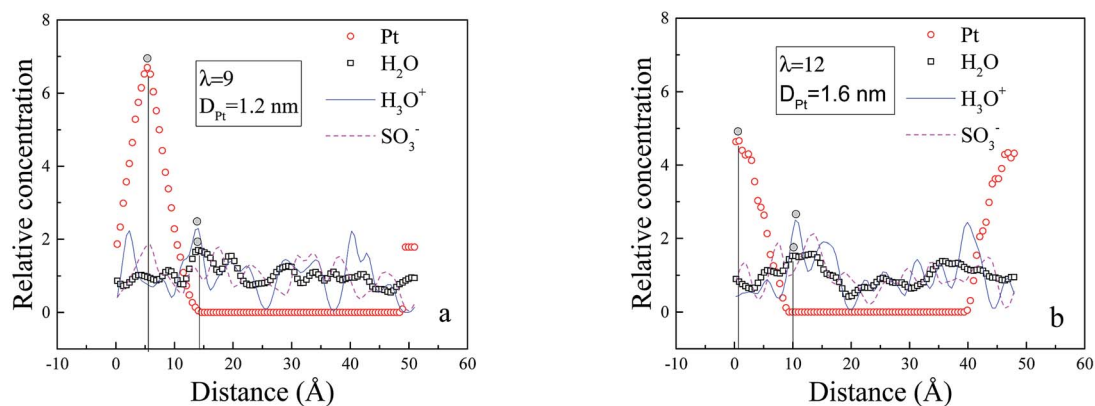 8
6
4
2
0
Relative concentration
Pt
H₂O
H₃O⁺
SO₃⁻
λ=9
D_Pt=1.2 nm
a
-10 0 10 20 30 40 50 60
Distance (Å)
8
6
4
2
0
Relative concentration
Pt
H₂O
H₃O⁺
SO₃⁻
λ=12
D_Pt=1.6 nm
b
-10 0 10 20 30 40 50 60
Distance (Å)